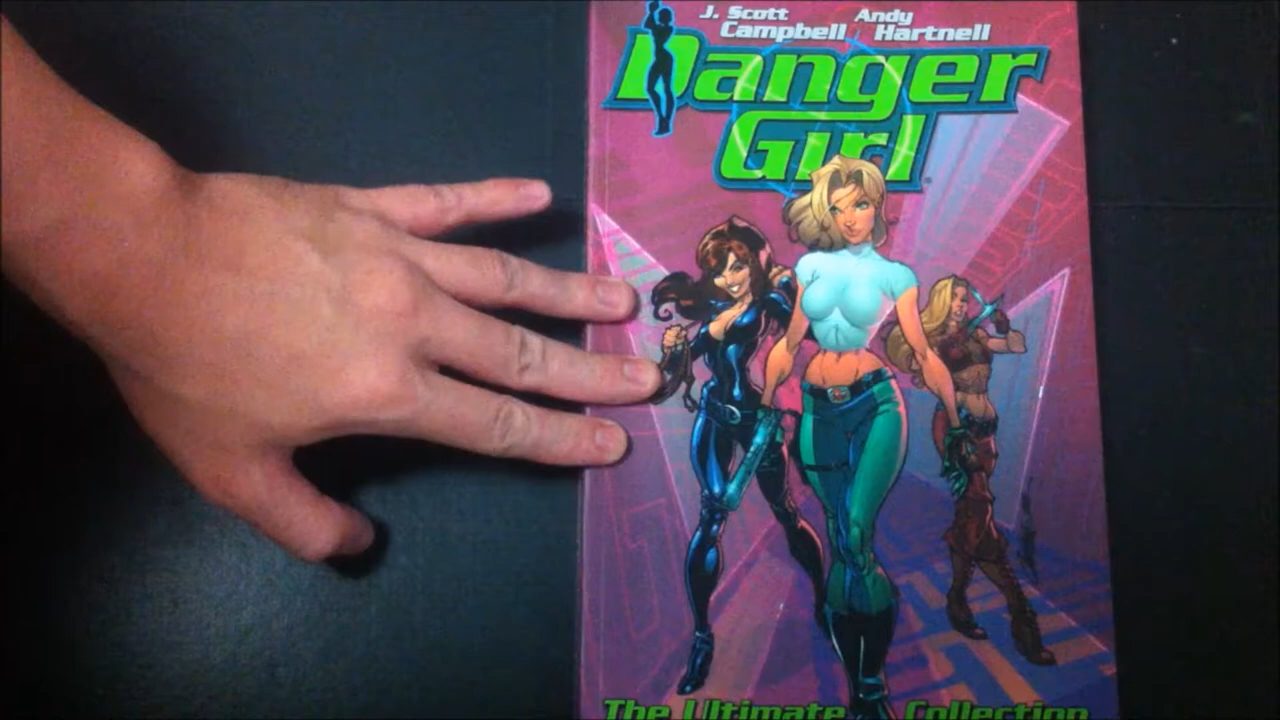 J. Scott Campbell
Andy Hartnell
Danger
Girl
The Ultimate Collection